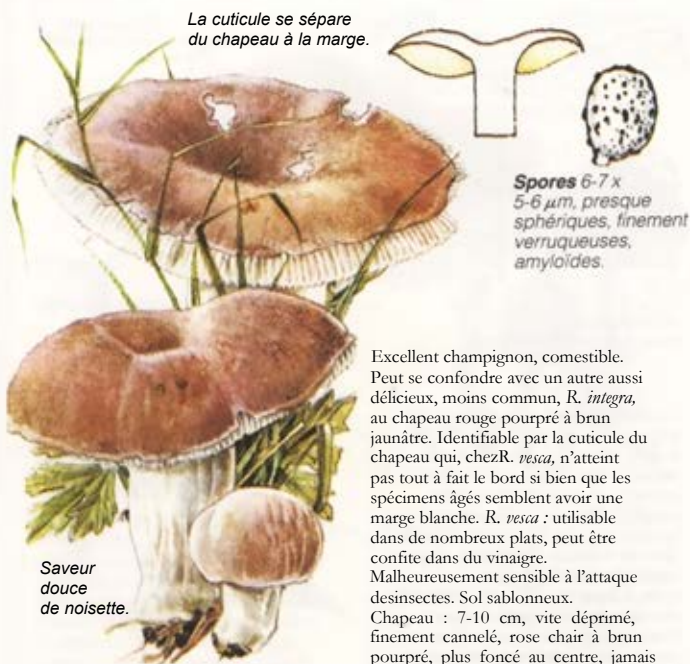 La cuticule se sépare
du chapeau à la marge.
Spores 6-7 x
5-6 µm, presque
sphériques, finement
verruqueuses,
amyloïdes.
Excellent champignon, comestible.
Peut se confondre avec un autre aussi
délicieux, moins commun, R. integra,
au chapeau rouge pourpré à brun
jaunâtre. Identifiable par la cuticule du
chapeau qui, chezR. vesca, n'atteint
pas tout à fait le bord si bien que les
spécimens âgés semblent avoir une
marge blanche. R. vesca : utilisable
dans de nombreux plats, peut être
confite dans du vinaigre.
Malheureusement sensible à l'attaque
desinsectes. Sol sablonneux.
Chapeau : 7-10 cm, vite déprimé,
finement cannelé, rose chair à brun
pourpré, plus foncé au centre, jamais
Saveur
douce
de noisette.